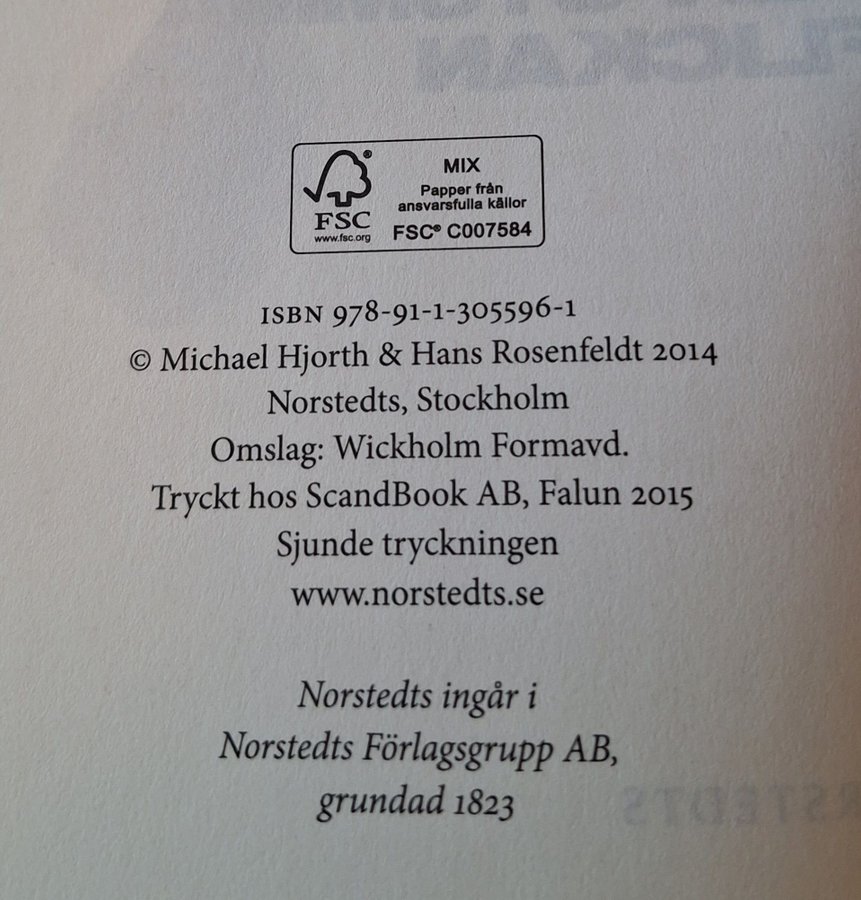 FLICKAN
FSC®
www.fsc.org
MIX
Papper från
ansvarsfulla källor
FSC® C007584
ISBN 978-91-1-305596-1
© Michael Hjorth & Hans Rosenfeldt 2014
Norstedts, Stockholm
Omslag: Wickholm Formavd.
Tryckt hos ScandBook AB, Falun 2015
Sjunde tryckningen
www.norstedts.se
Norstedts ingår i
Norstedts Förlagsgrupp AB,
grundad 1823